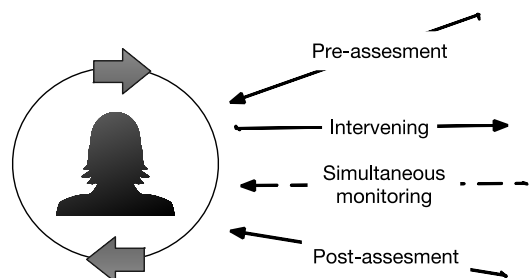 Pre-assesment
Intervening
Simultaneous
monitoring
Post-assesment